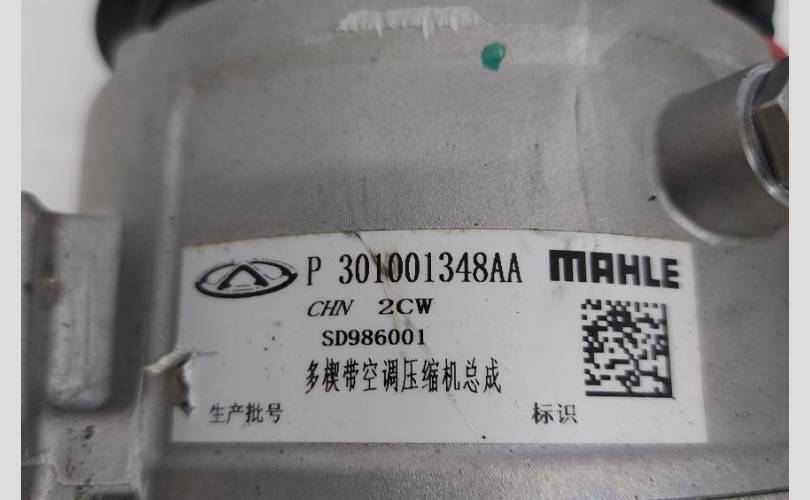 P 301001348AA MAHLE
CHN 2CW
SD986001
多楔带空调压缩机总成
生产批号 标识